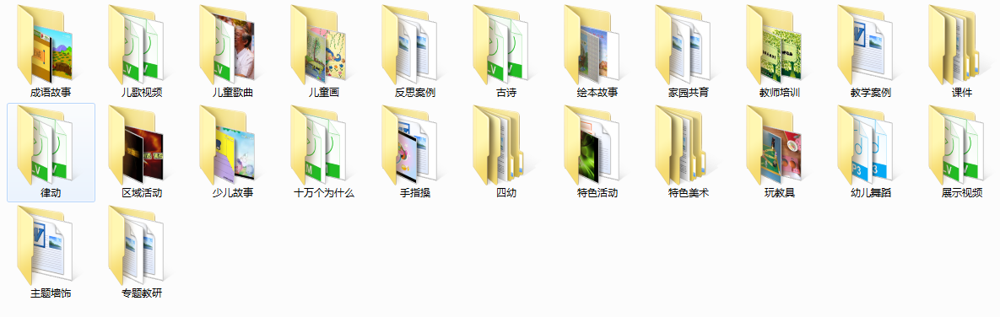 成语故事
儿歌视频
儿童歌曲
儿童画
反思案例
古诗
绘本故事
家园共育
教师培训
教学案例
课件
律动
区域活动
少儿故事
十万个为什么
手指操
四幼
特色活动
特色美术
玩教具
幼儿舞蹈
展示视频
主题墙饰
专题教研